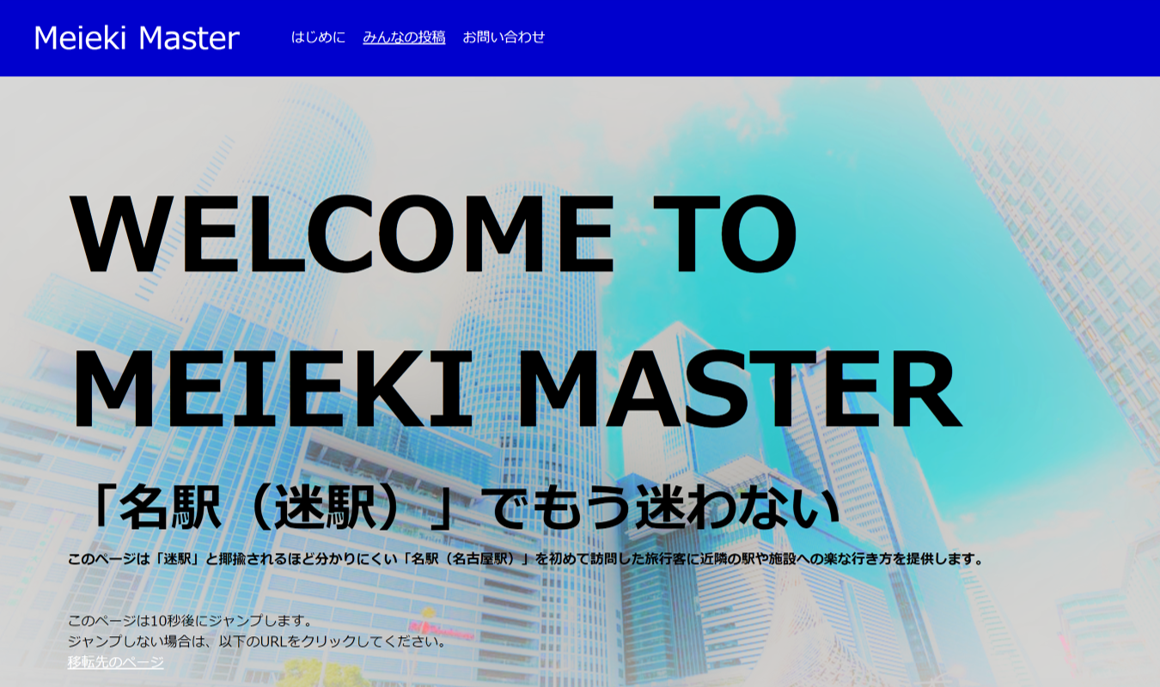 Meieki Master はじめに みんなの投稿 お問い合わせ
WELCOME TO
MEIEKI MASTER
「名駅（迷駅）」でもう迷わない
このページは「迷駅」と揶揄されるほど分かりにくい「名駅（名古屋駅）」を初めて訪問した旅行客に近隣の駅や施設への楽な行き方を提供します。
このページは10秒後にジャンプします。
ジャンプしない場合は、以下のURLをクリックしてください。
移転先のページ